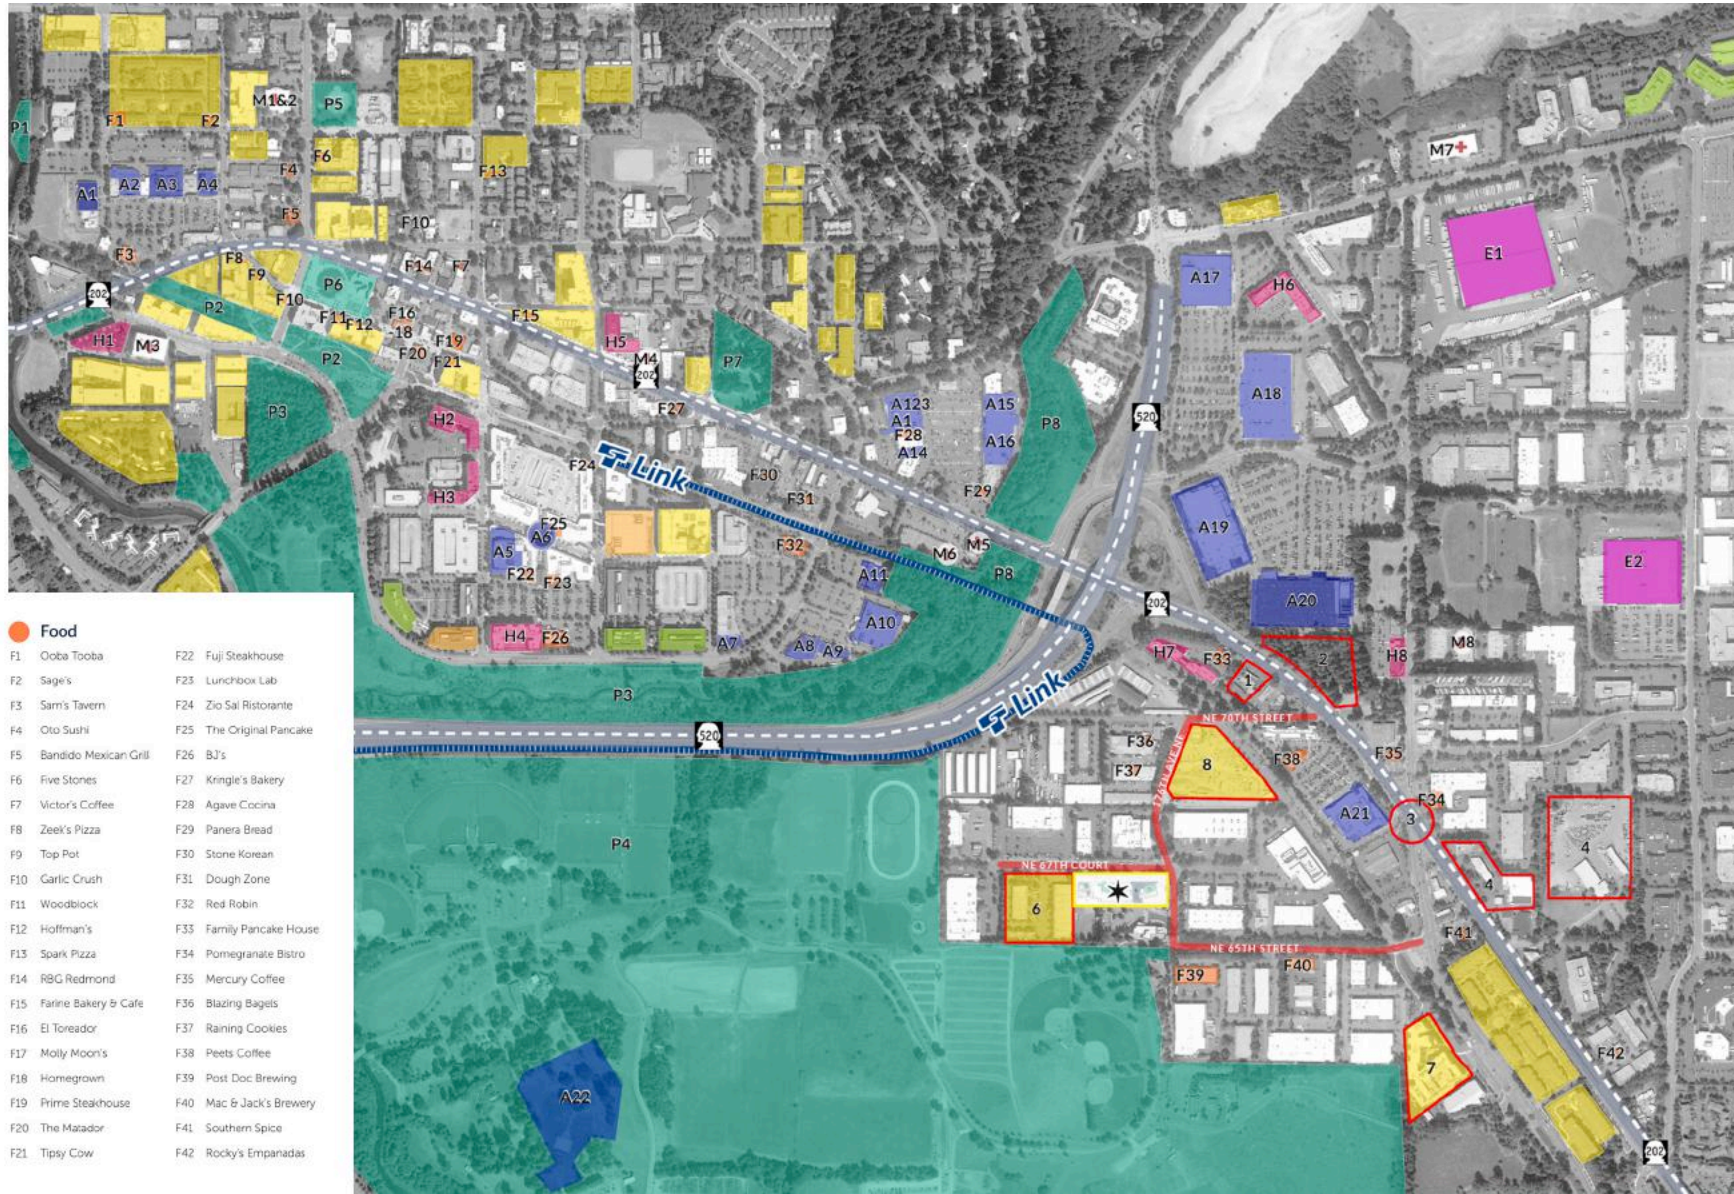 P1
F1
F2
M1&2
P5
F6
F4
F13
A1
A2
A3
A4
F5
F10
F3
F8
F9
F14
F7
202
P2
F10
P6
F11
F12
F16
18
F15
F19
F20
F21
H1
M3
P2
H5
M4
202
P7
F27
P3
H2
H3
F24
Link
F30
F31
A123
A1
F28
A14
A15
A16
P8
F29
520
A17
H6
A18
M7
E1
A19
A20
E2
F25
A6
A5
F22
F23
F32
M5
M6
P8
A11
A10
202
H4
F26
A7
A8
A9
P3
H7
F33
1
2
H8
M8
Link
520
NE 70TH STREET
F36
F37
8
F38
F35
A21
3
F34
4
4
P4
NE 67TH COURT
6
NE 65TH STREET
F39
F40
F41
7
F42
A22
202
Food
F1 Ooba Tooba
F2 Sage's
F3 Sam's Tavern
F4 Oto Sushi
F5 Bandido Mexican Grill
F6 Five Stones
F7 Victor's Coffee
F8 Zeek's Pizza
F9 Top Pot
F10 Garlic Crush
F11 Woodblock
F12 Hoffman's
F13 Spark Pizza
F14 RBG Redmond
F15 Farine Bakery & Cafe
F16 El Toreador
F17 Molly Moon's
F18 Homegrown
F19 Prime Steakhouse
F20 The Matador
F21 Tipsy Cow
F22 Fuji Steakhouse
F23 Lunchbox Lab
F24 Zio Sal Ristorante
F25 The Original Pancake
F26 BJ's
F27 Kringle's Bakery
F28 Agave Cocina
F29 Panera Bread
F30 Stone Korean
F31 Dough Zone
F32 Red Robin
F33 Family Pancake House
F34 Pomegranate Bistro
F35 Mercury Coffee
F36 Blazing Bagels
F37 Raining Cookies
F38 Peets Coffee
F39 Post Doc Brewing
F40 Mac & Jack's Brewery
F41 Southern Spice
F42 Rocky's Empanadas